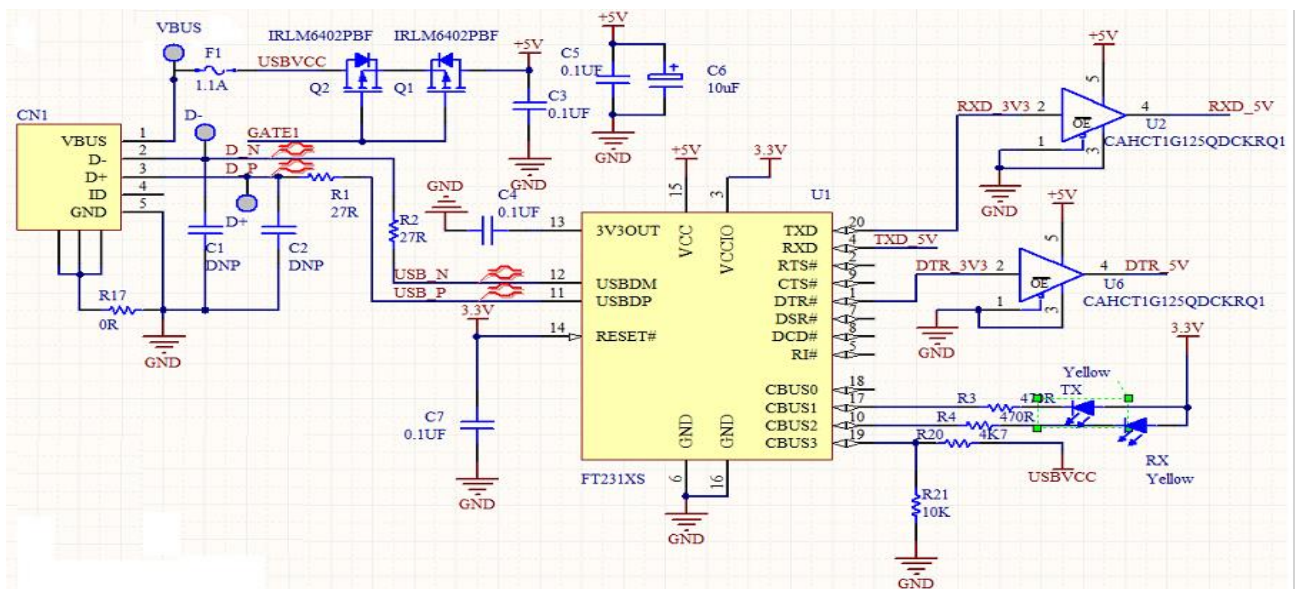 VBUS
IRLM6402PBF
IRLM6402PBF
+5V
F1
USBVCC
1.1A
Q2
Q1
+5V
C5
0.1UF
C6
10uF
+
GND
C3
0.1UF
GND
+5V
5
RXD_3V3
2
4
RXD_5V
OE
U2
1
3
CAHCT1G125QDCKRQ1
GND
CN1
VBUS
D-
D+
ID
GND
1
2
3
4
5
D-
GATE1
D_N
D_P
D+
R1
27R
R2
27R
C1
DNP
C2
DNP
R17
0R
GND
GND
C4
0.1UF
USB_N
USB_P
3.3V
C7
0.1UF
GND
+5V
3.3V
15
3
U1
13
12
11
14
3V3OUT
USBDM
USBDP
RESET#
VCC
VCCIO
GND
GND
6
16
GND
FT231XS
TXD
RXD
RTS#
CTS#
DTR#
DSR#
DCD#
RI#
CBUS0
CBUS1
CBUS2
CBUS3
20
4
2
9
1
7
8
5
18
17
10
19
TXD_5V
+5V
5
DTR_3V3
2
4
DTR_5V
OE
U6
1
3
CAHCT1G125QDCKRQ1
GND
3.3V
Yellow
TX
R3
470R
R4
470R
R20
4K7
RX
Yellow
USBVCC
R21
10K
GND